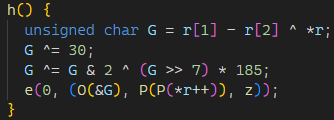 h() {
  unsigned char G = r[1] - r[2] ^ *r;
  G ^= 30;
  G ^= G & 2 ^ (G >> 7) * 185;
  e(0, (O(&G), P(P(*r++)), z));
}